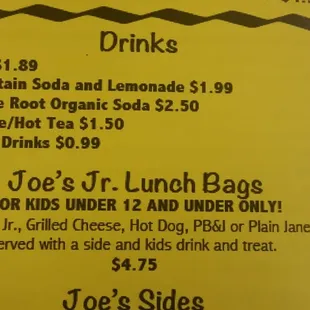 Drinks
$1.89
tain Soda and Lemonade $1.99
e Root Organic Soda $2.50
e/Hot Tea $1.50
Drinks $0.99
Joe's Jr. Lunch Bags
OR KIDS UNDER 12 AND UNDER ONLY!
Jr., Grilled Cheese, Hot Dog, PB&J or Plain Jane
erved with a side and kids drink and treat.
$4.75
Joe's Sides